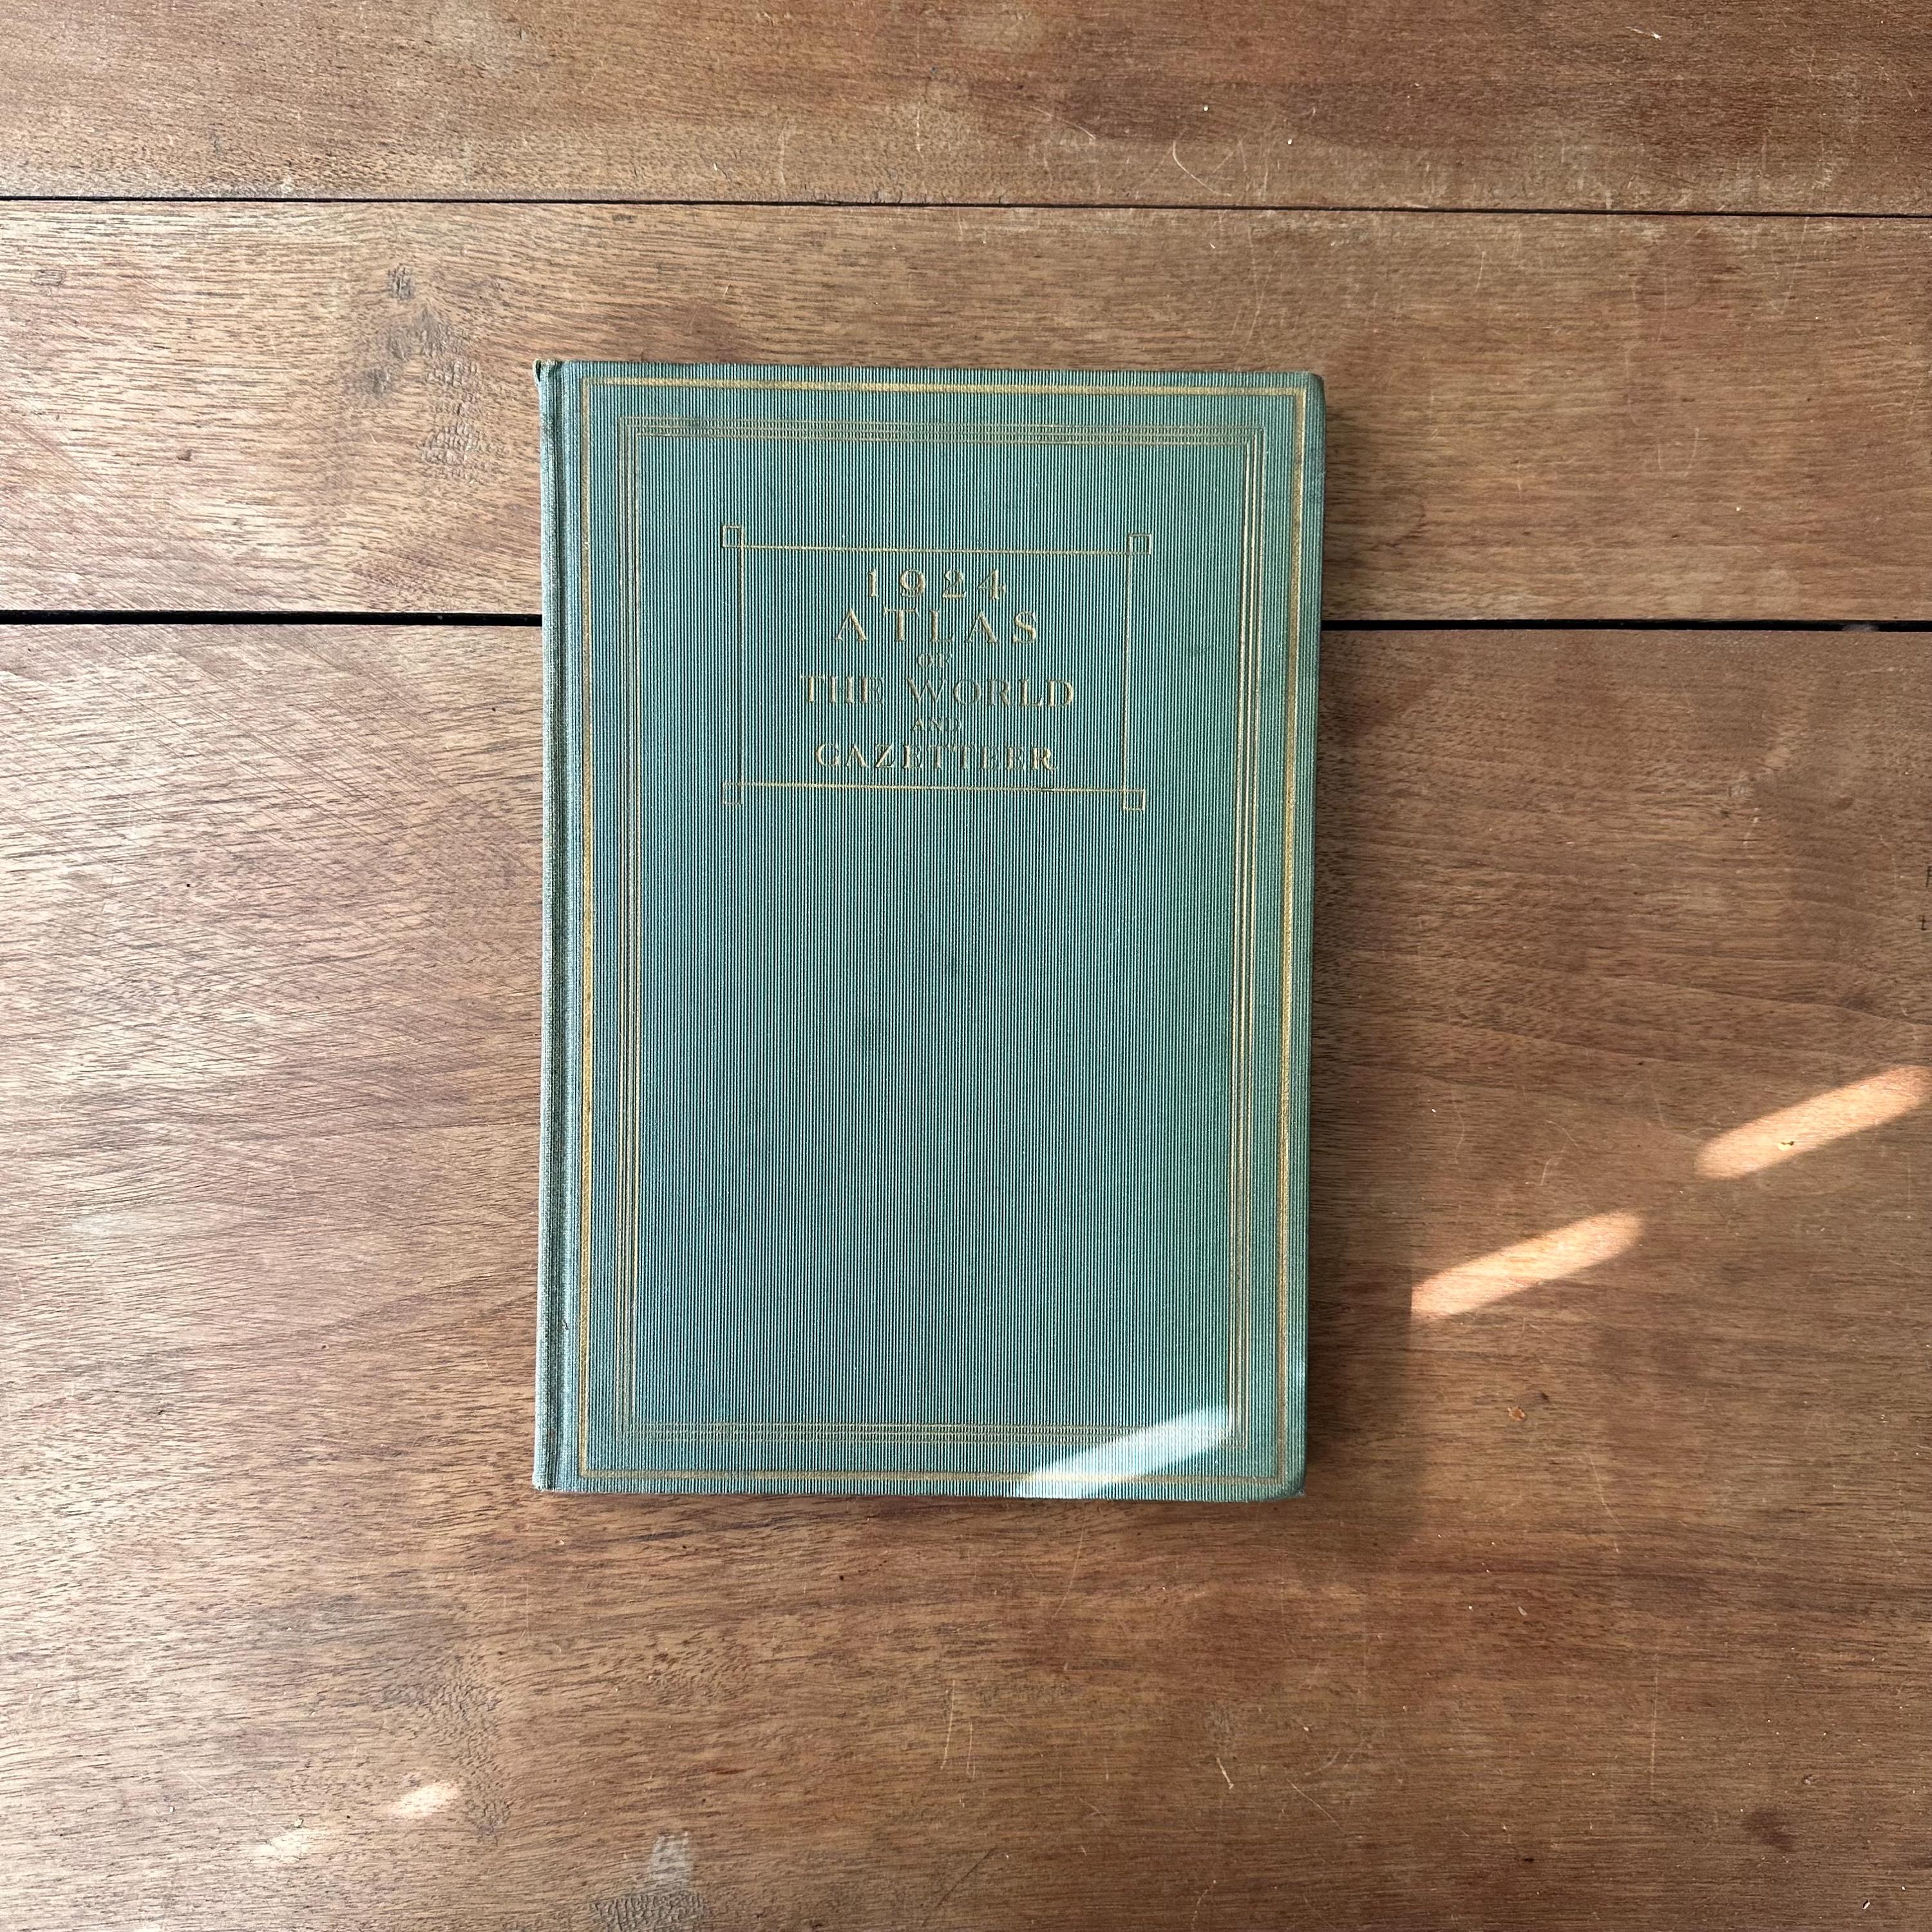 1924
ATLAS
OF
THE WORLD
AND
GAZETTEER